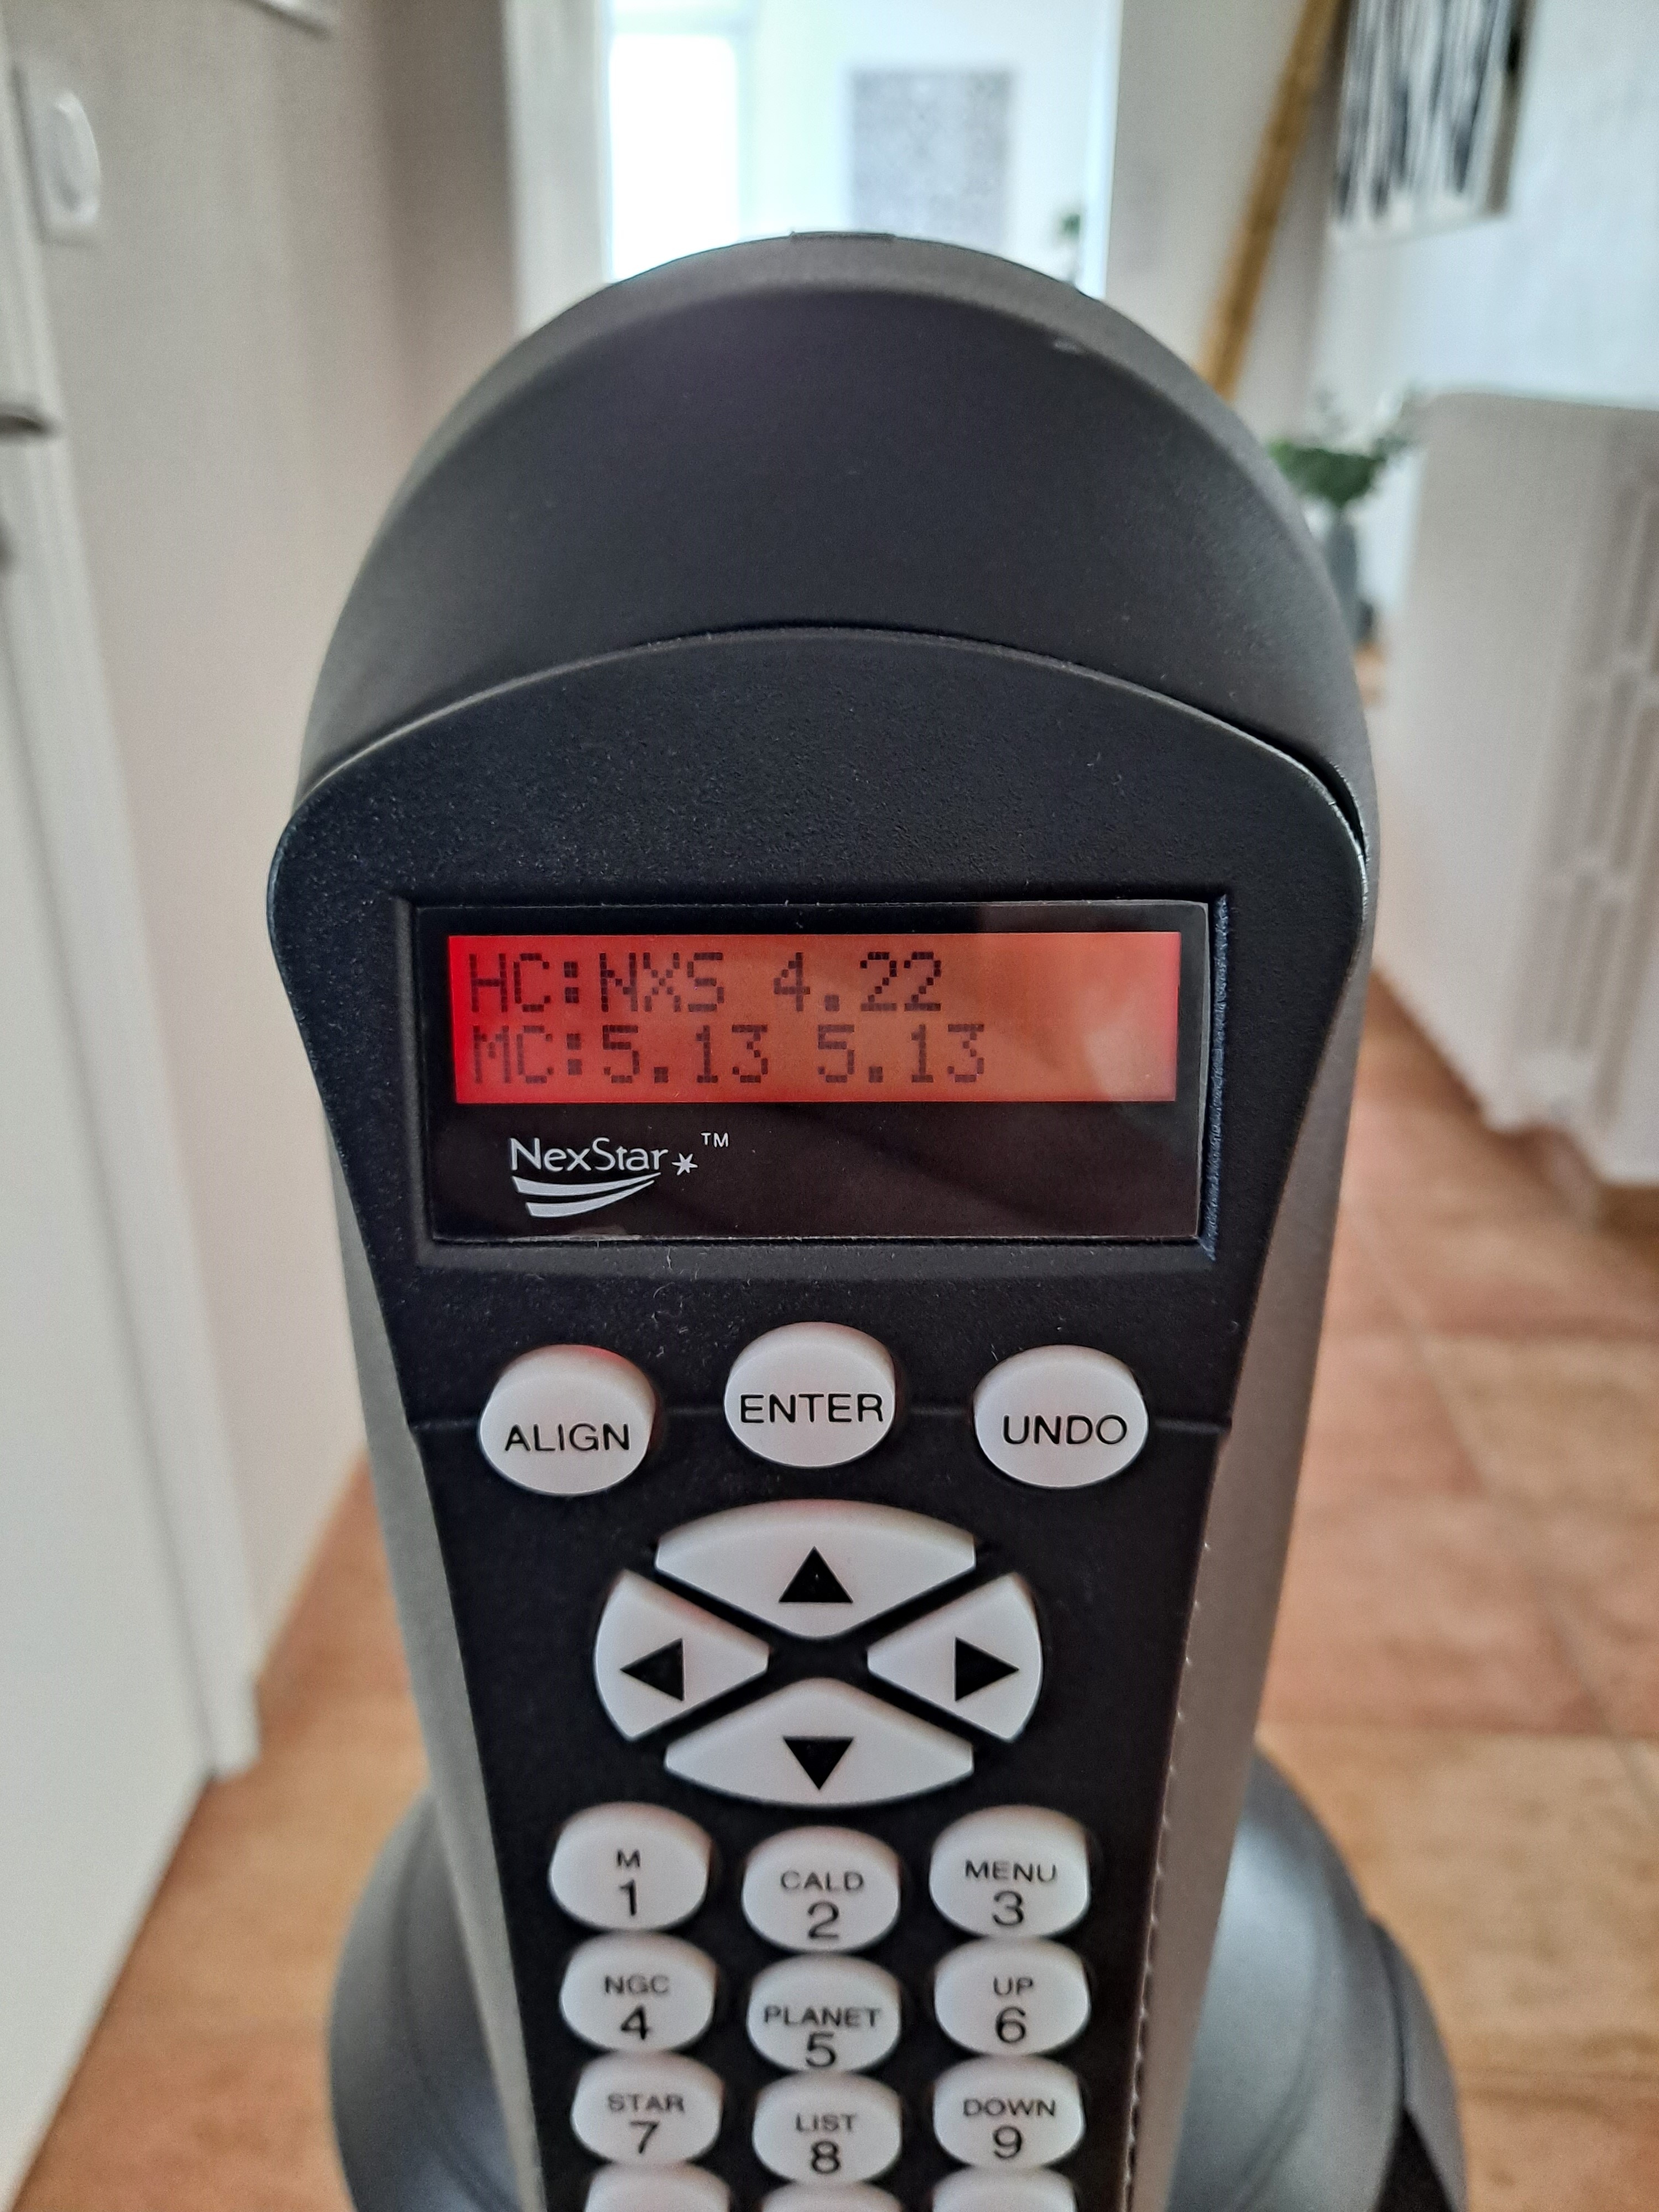 HC:NXS 4.22
MC:5.13 5.13
NexStar™
ALIGN
ENTER
UNDO
M
1
CALD
2
MENU
3
NGC
4
PLANET
5
UP
6
STAR
7
LIST
8
DOWN
9